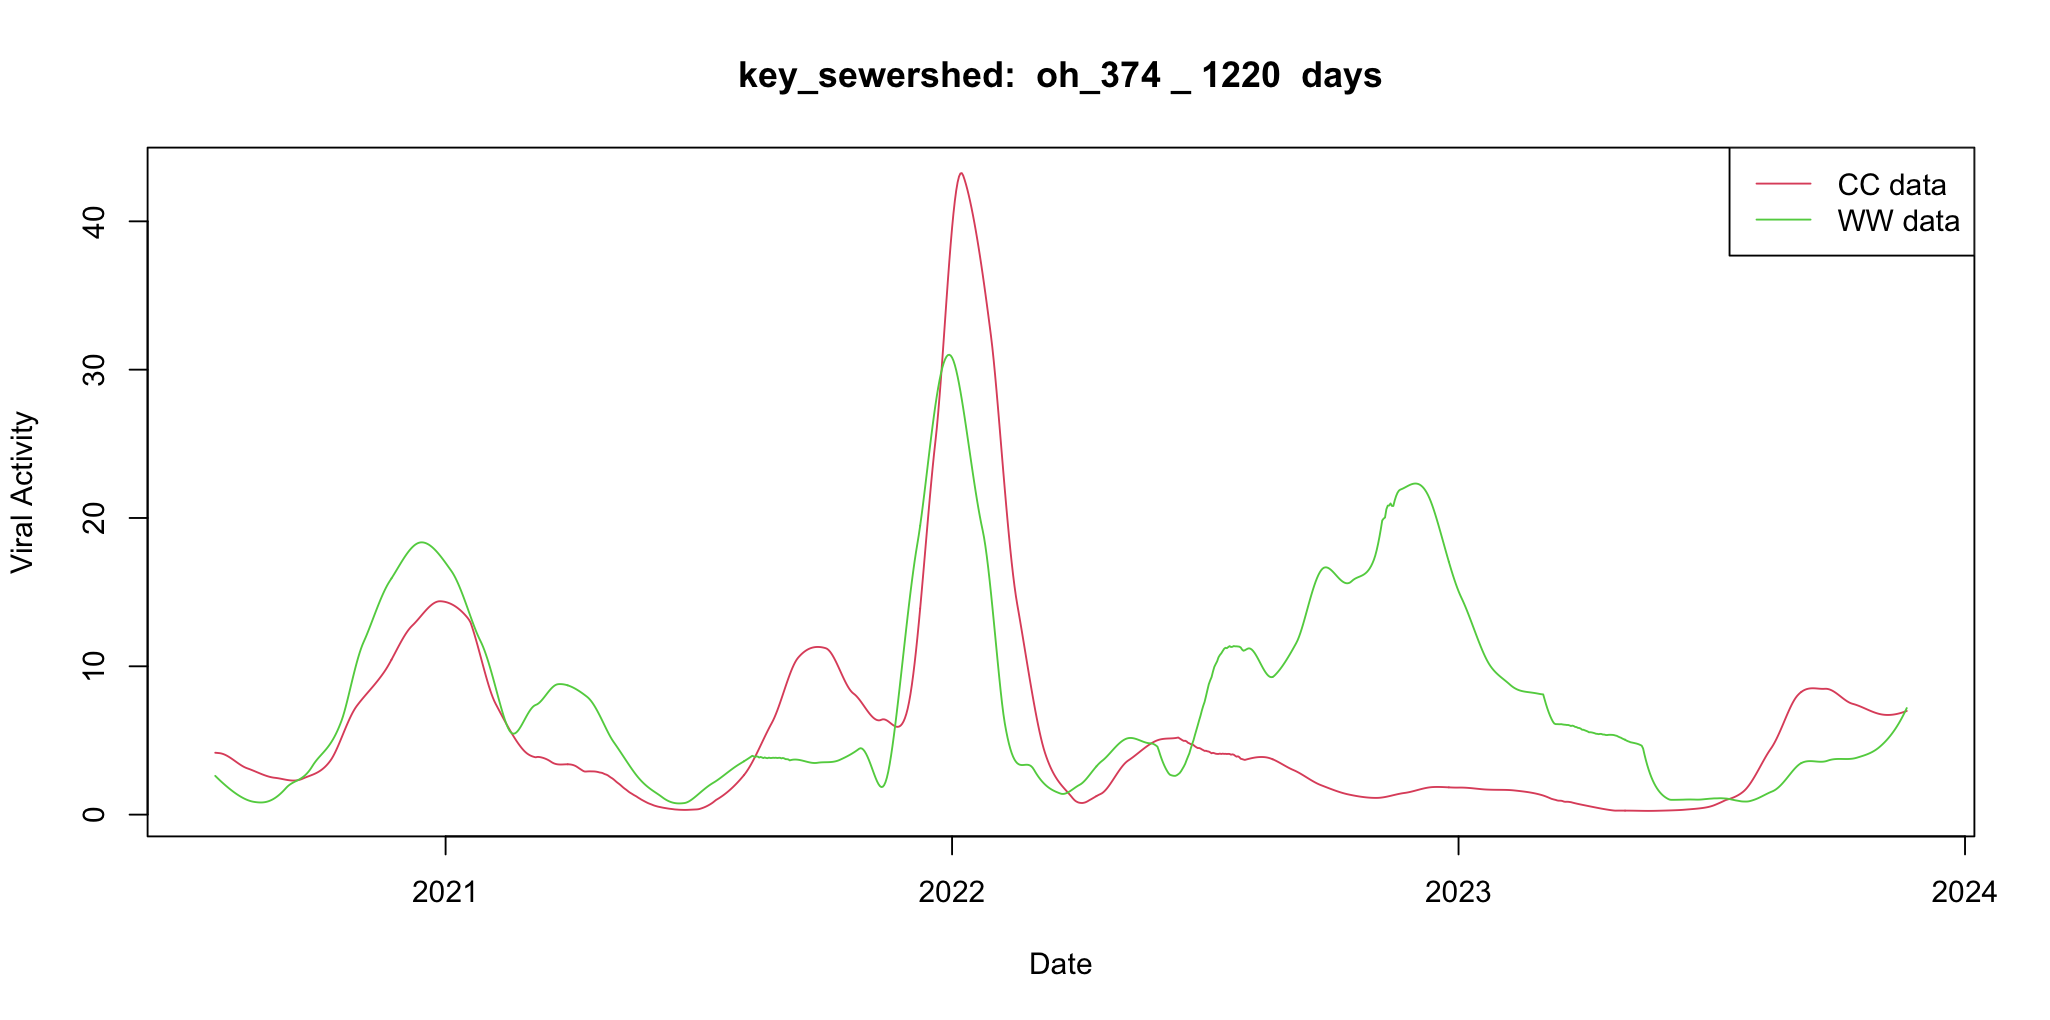 key_sewershed:  oh_374 _ 1220  days
CC data
WW data
Viral Activity
40
30
20
10
0
2021
2022
2023
2024
Date